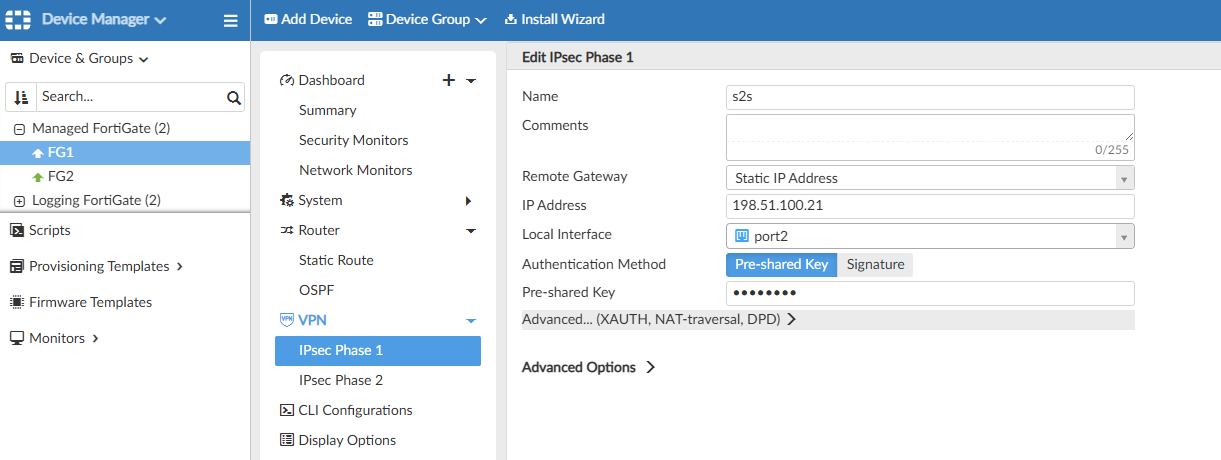 Device Manager
Add Device
Device Group
Install Wizard
Device & Groups
Search...
Managed FortiGate (2)
FG1
FG2
Logging FortiGate (2)
Scripts
Provisioning Templates
Firmware Templates
Monitors
Dashboard
Summary
Security Monitors
Network Monitors
System
Router
Static Route
OSPF
VPN
VPN
IPsec Phase 1
IPsec Phase 2
CLI Configurations
Display Options
Edit IPsec Phase 1
Name
s2s
Comments
0/255
Remote Gateway
Static IP Address
IP Address
198.51.100.21
Local Interface
port2
Authentication Method
Pre-shared Key
Signature
Pre-shared Key
••••••••
Advanced... (XAUTH, NAT-traversal, DPD)
Advanced Options